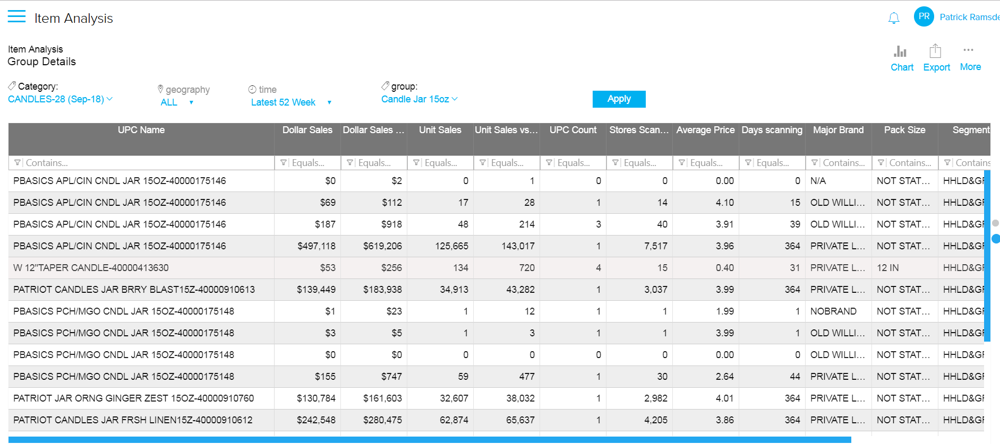 Item Analysis
PR Patrick Ramsde
Item Analysis
Group Details
Chart Export More
Category: geography time group:
CANDLES-28 (Sep-18) ALL Latest 52 Week Candle Jar 15oz Apply
UPC Name Dollar Sales Dollar Sales ... Unit Sales Unit Sales vs... UPC Count Stores Scan... Average Price Days scanning Major Brand Pack Size Segment
Contains... Equals... Equals... Equals... Equals... Equals... Equals... Equals... Equals... Contains... Contains... Contains
PBASICS APL/CIN CNDL JAR 15OZ-40000175146 $0 $2 0 1 0 0 0.00 0 N/A NOT STAT... HHLD&GF
PBASICS APL/CIN CNDL JAR 15OZ-40000175146 $69 $112 17 28 1 14 4.10 15 OLD WILLI... NOT STAT... HHLD&GF
PBASICS APL/CIN CNDL JAR 15OZ-40000175146 $187 $918 48 214 3 40 3.91 39 OLD WILLI... NOT STAT... HHLD&GF
PBASICS APL/CIN CNDL JAR 15OZ-40000175146 $497,118 $619,206 125,665 143,017 1 7,517 3.96 364 PRIVATE L... NOT STAT... HHLD&GF
W 12"TAPER CANDLE-40000413630 $53 $256 134 720 4 15 0.40 31 PRIVATE L... 12 IN HHLD&GF
PATRIOT CANDLES JAR BRRY BLAST15Z-40000910613 $139,449 $183,938 34,913 43,282 1 3,037 3.99 364 PRIVATE L... NOT STAT... HHLD&GF
PBASICS PCH/MGO CNDL JAR 15OZ-40000175148 $1 $23 1 12 1 1 1.99 1 NOBRAND NOT STAT... HHLD&GF
PBASICS PCH/MGO CNDL JAR 15OZ-40000175148 $3 $5 1 3 1 1 3.99 1 OLD WILLI... NOT STAT... HHLD&GF
PBASICS PCH/MGO CNDL JAR 15OZ-40000175148 $0 $0 0 0 0 0 0.00 0 OLD WILLI... NOT STAT... HHLD&GF
PBASICS PCH/MGO CNDL JAR 15OZ-40000175148 $155 $747 59 477 1 30 2.64 44 PRIVATE L... NOT STAT... HHLD&GF
PATRIOT JAR ORNG GINGER ZEST 15OZ-40000910760 $130,784 $161,603 32,607 38,032 1 2,982 4.01 364 PRIVATE L... NOT STAT... HHLD&GF
PATRIOT CANDLES JAR FRSH LINEN15Z-40000910612 $242,548 $280,475 62,874 65,637 1 4,205 3.86 364 PRIVATE L... NOT STAT... HHLD&GF